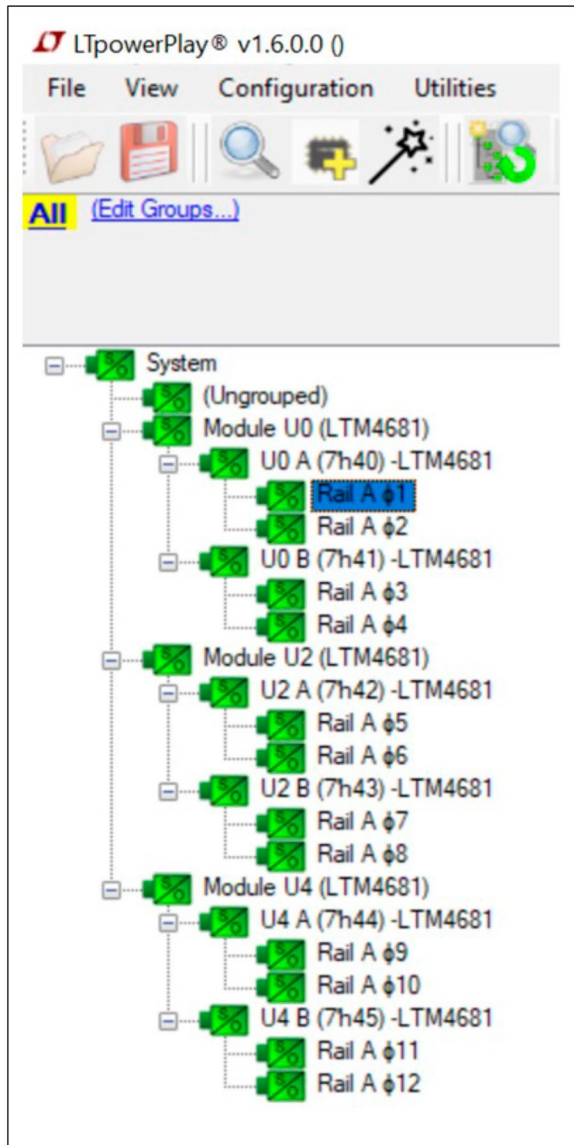 LTpowerPlay® v1.6.0.0 ()
File View Configuration Utilities
All (Edit Groups...)
System
(Ungrouped)
Module U0 (LTM4681)
U0 A (7h40) -LTM4681
Rail A ϕ1
Rail A ϕ2
U0 B (7h41) -LTM4681
Rail A ϕ3
Rail A ϕ4
Module U2 (LTM4681)
U2 A (7h42) -LTM4681
Rail A ϕ5
Rail A ϕ6
U2 B (7h43) -LTM4681
Rail A ϕ7
Rail A ϕ8
Module U4 (LTM4681)
U4 A (7h44) -LTM4681
Rail A ϕ9
Rail A ϕ10
U4 B (7h45) -LTM4681
Rail A ϕ11
Rail A ϕ12